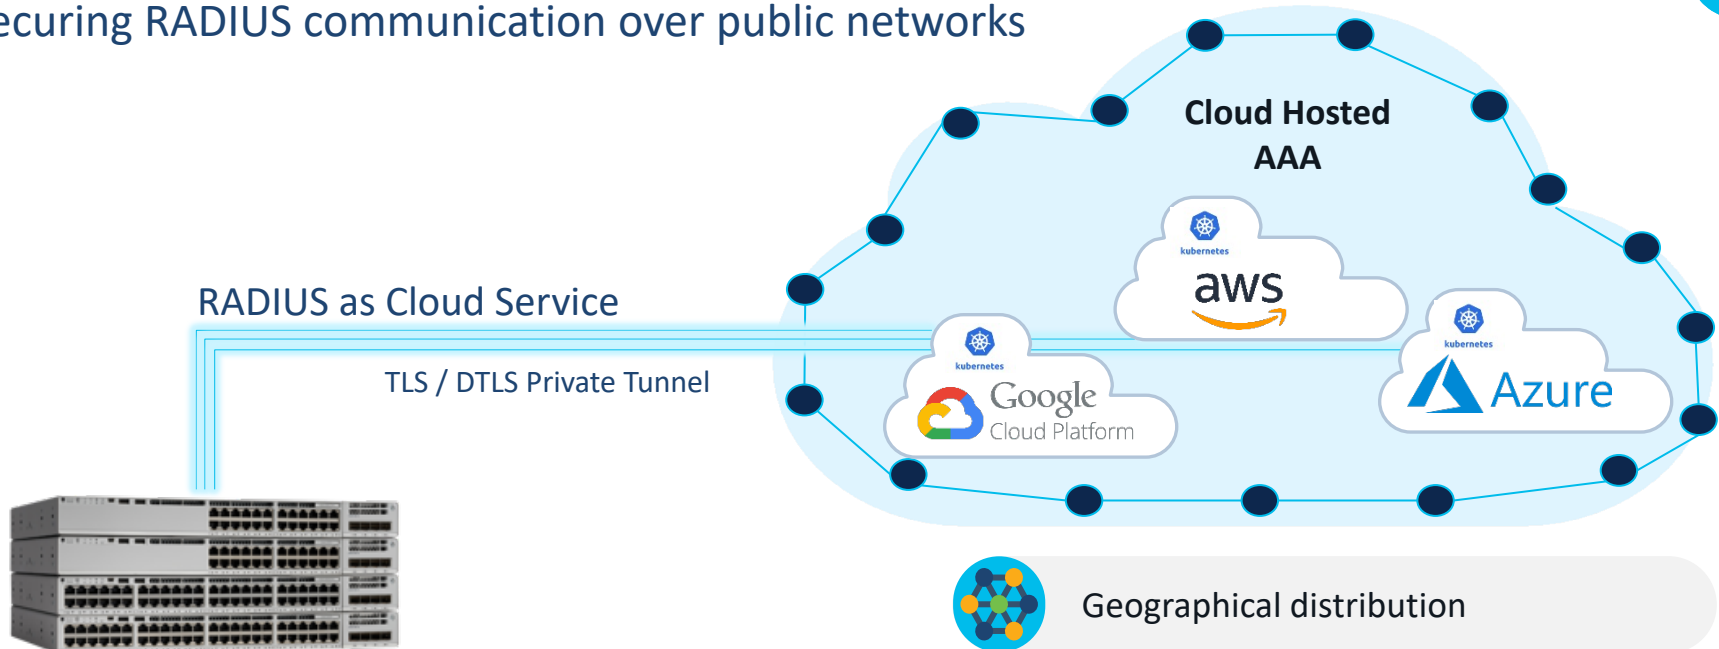 ecuring RADIUS communication over public networks
Cloud Hosted
AAA
kubernetes
aws
RADIUS as Cloud Service
kubernetes
kubernetes
TLS / DTLS Private Tunnel
Google
Cloud Platform
Azure
Geographical distribution